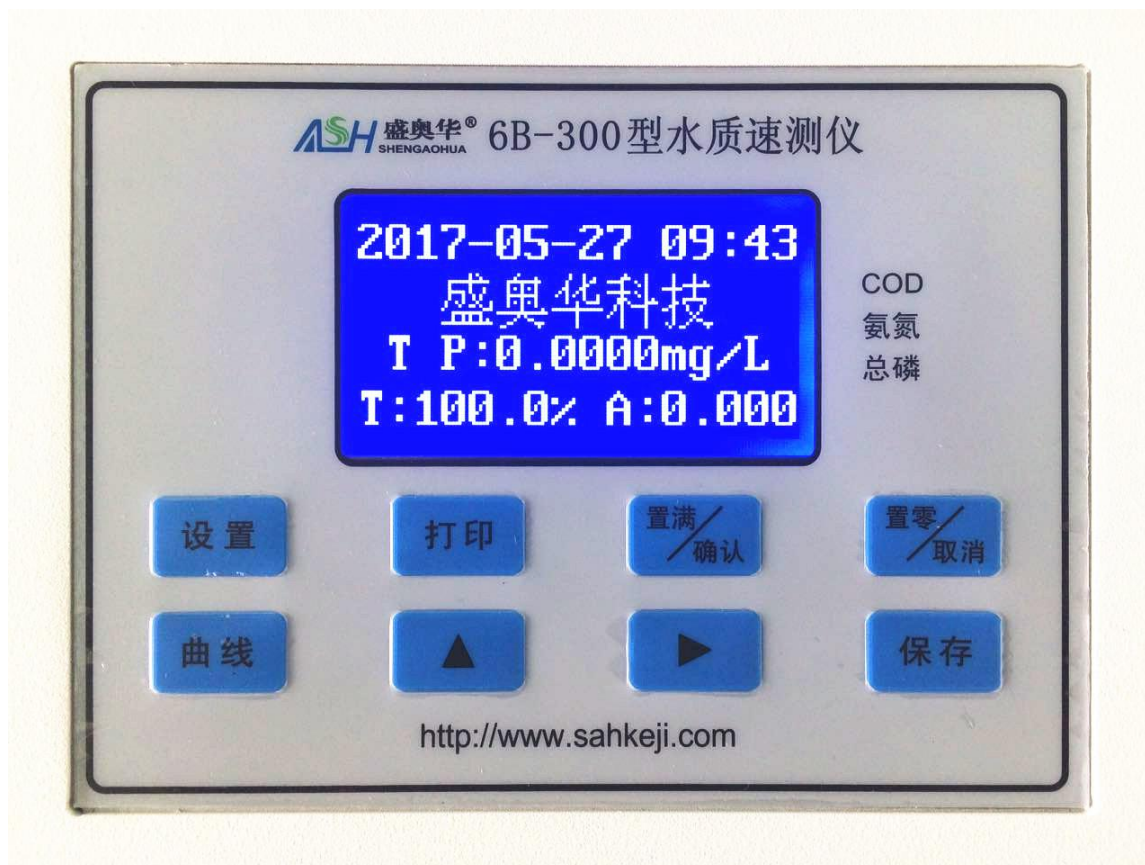 ASH 盛奥华® SHENGAOHUA 6B-300型水质速测仪
2017-05-27 09:43
盛奥华科技
T P:0.0000mg/L
T:100.0% A:0.000
COD
氨氮
总磷
设置 打印 置满/确认 置零/取消
曲线 ▲ ▶ 保存
http://www.sahkeji.com